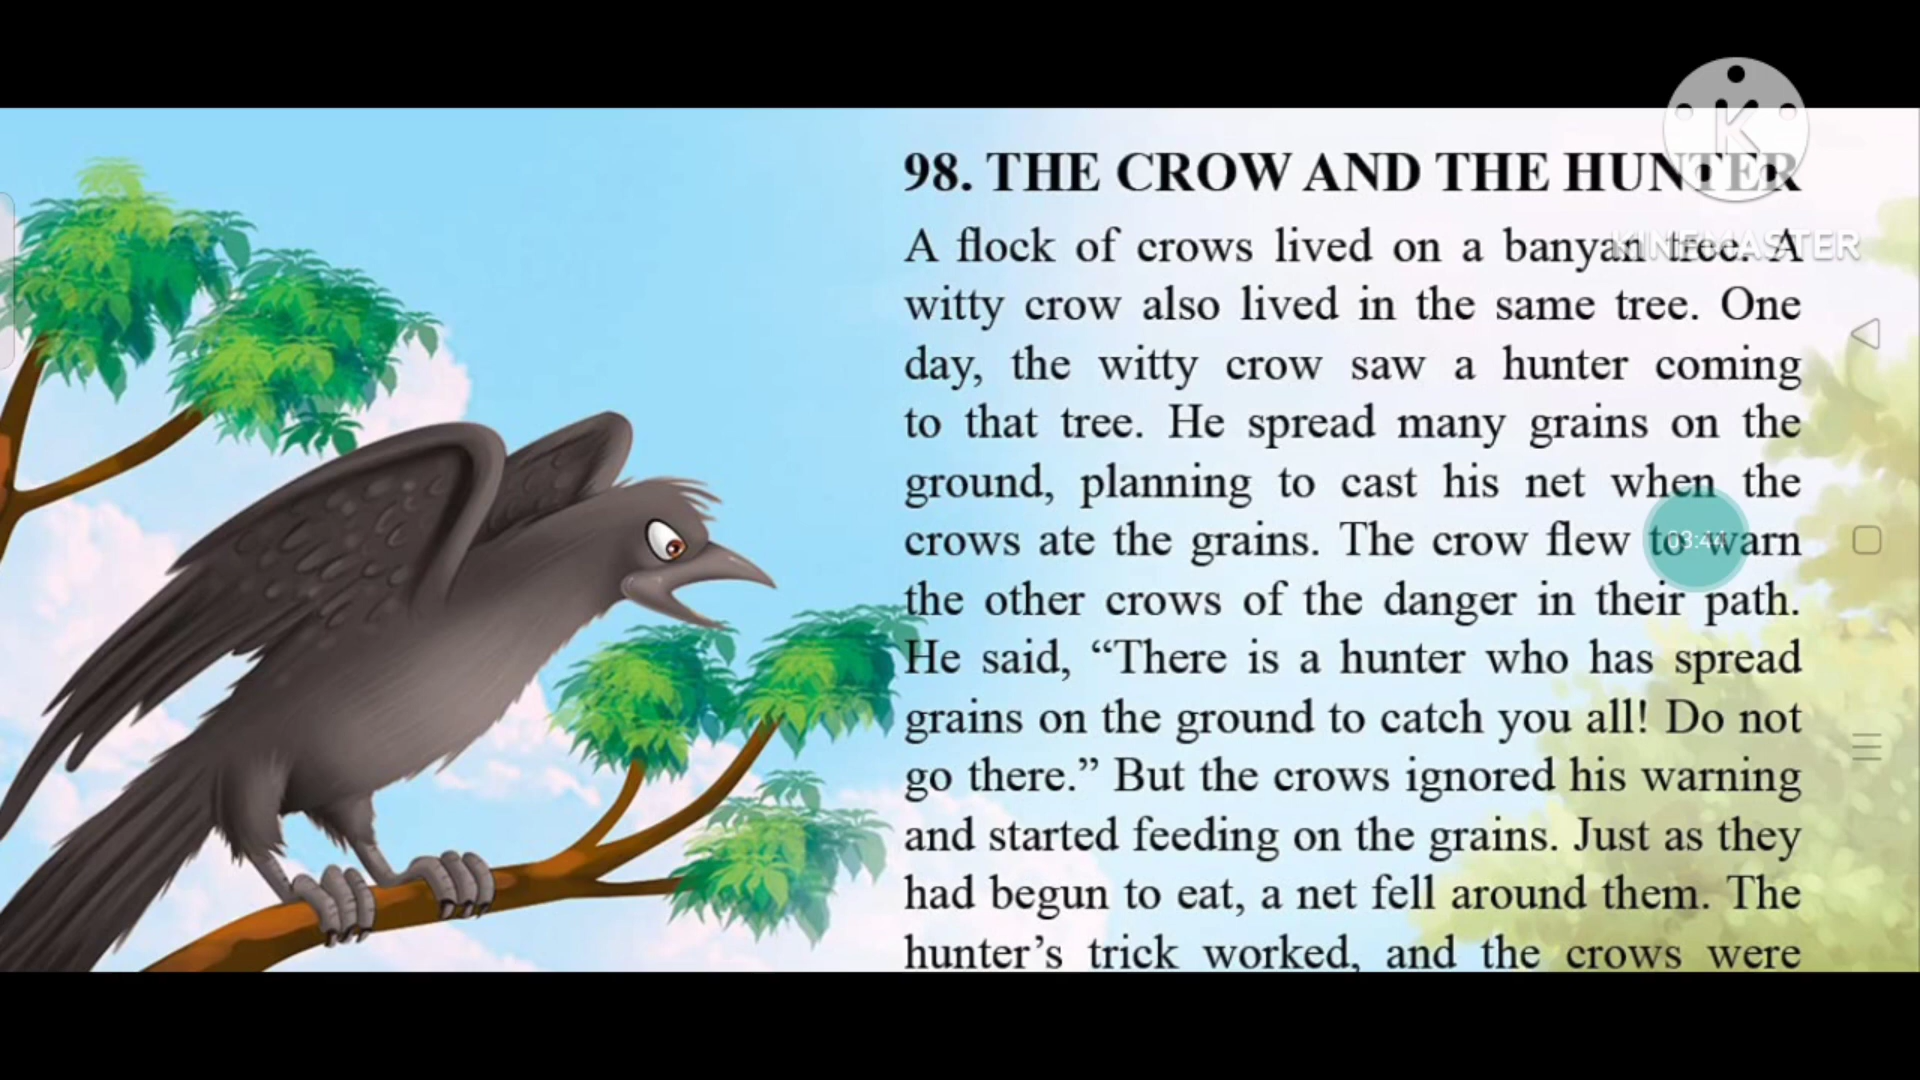 98. THE CROW AND THE HUNTER
A flock of crows lived on a banyan tree. A
KINEMASTER
witty crow also lived in the same tree. One
day, the witty crow saw a hunter coming
to that tree. He spread many grains on the
ground, planning to cast his net when the
crows ate the grains. The crow flew to warn
03:44
the other crows of the danger in their path.
He said, “There is a hunter who has spread
grains on the ground to catch you all! Do not
go there.” But the crows ignored his warning
and started feeding on the grains. Just as they
had begun to eat, a net fell around them. The
hunter’s trick worked, and the crows were